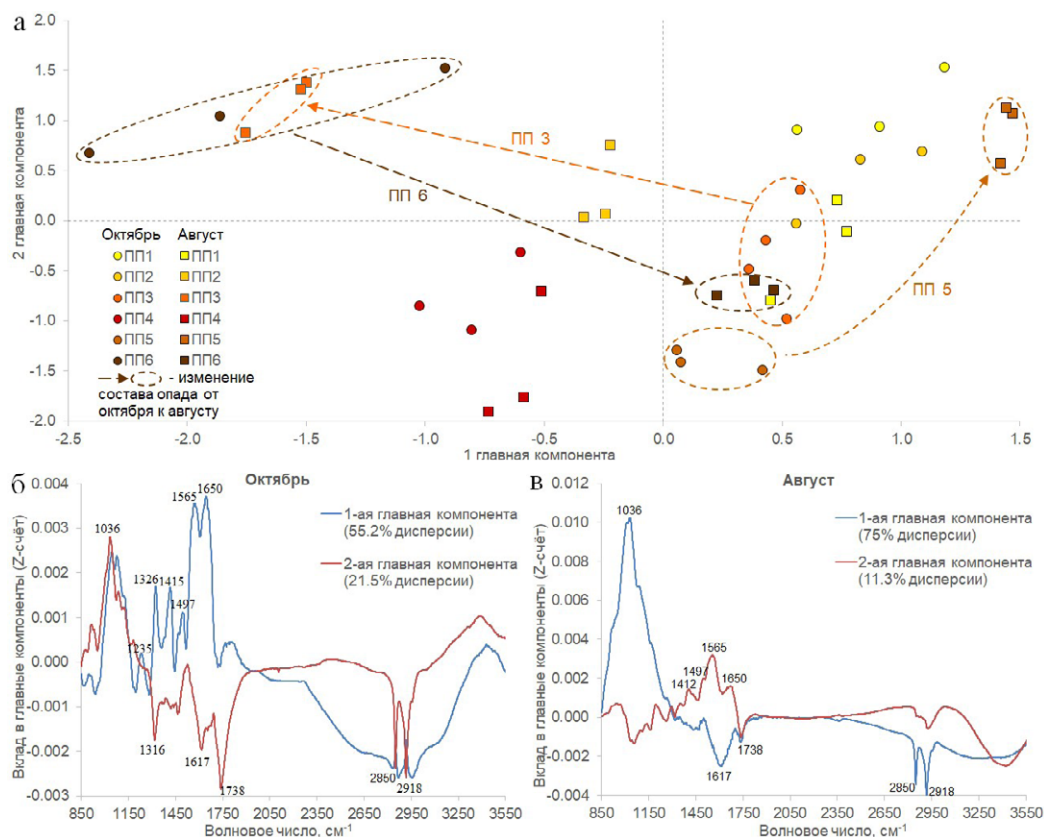 а
2.0
1.5
1.0
0.5
0.0
-0.5
-1.0
-1.5
-2.0
2 главная компонента
ПП 3
ПП 6
ПП 5
Октябрь Август
ПП1 ПП1
ПП2 ПП2
ПП3 ПП3
ПП4 ПП4
ПП5 ПП5
ПП6 ПП6
- изменение
состава опада от
октября к августу
-2.5 -2.0 -1.5 -1.0 -0.5 0.0 0.5 1.0 1.5
1 главная компонента
б
Октябрь
0.004
0.003
0.002
0.001
0.000
-0.001
-0.002
-0.003
Вклад в главные компоненты (Z-счёт)
1-ая главная компонента
(55.2% дисперсии)
2-ая главная компонента
(21.5% дисперсии)
1036
1235
1326
1415
1497
1565
1650
1316
1617
1738
2850
2918
850 1450 2050 2650 2950 3550
Волновое число, см-1
в
Август
0.012
0.010
0.008
0.006
0.004
0.002
0.000
-0.002
-0.004
Вклад в главные компоненты (Z-счёт)
1-ая главная компонента
(75% дисперсии)
2-ая главная компонента
(11.3% дисперсии)
1036
1412
1497
1565
1650
1617
1738
2850
2918
850 1450 2050 2650 2950 3550
Волновое число, см-1